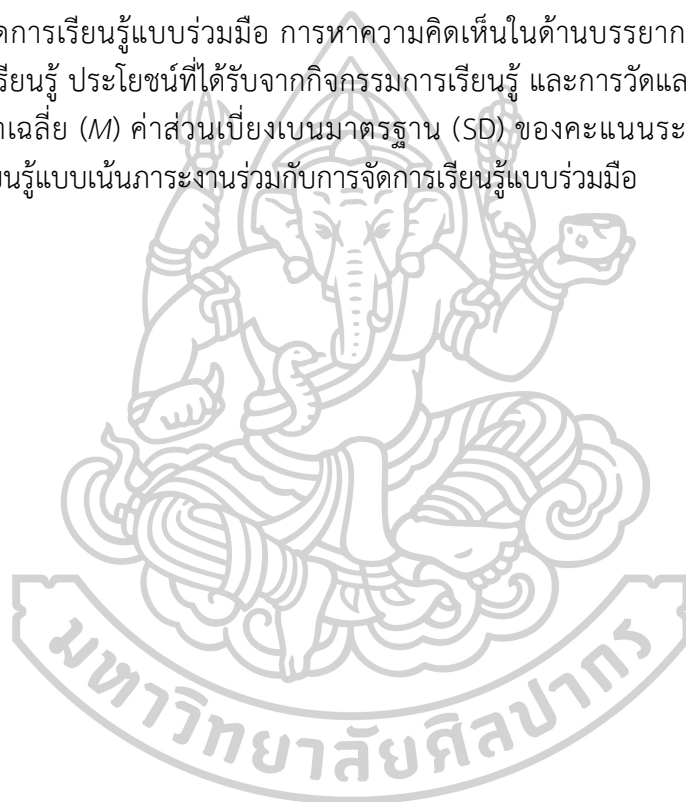 ดการเรียนรู้แบบร่วมมือ การหาความคิดเห็นในด้านบรรยาก
รียนรู้ ประโยชน์ที่ได้รับจากกิจกรรมการเรียนรู้ และการวัดแล
าเฉลี่ย (M) ค่าส่วนเบี่ยงเบนมาตรฐาน (SD) ของคะแนนระ
ยนรู้แบบเน้นภาระงานร่วมกับการจัดการเรียนรู้แบบร่วมมือ
มหาวิทยาลัยศิลปากร